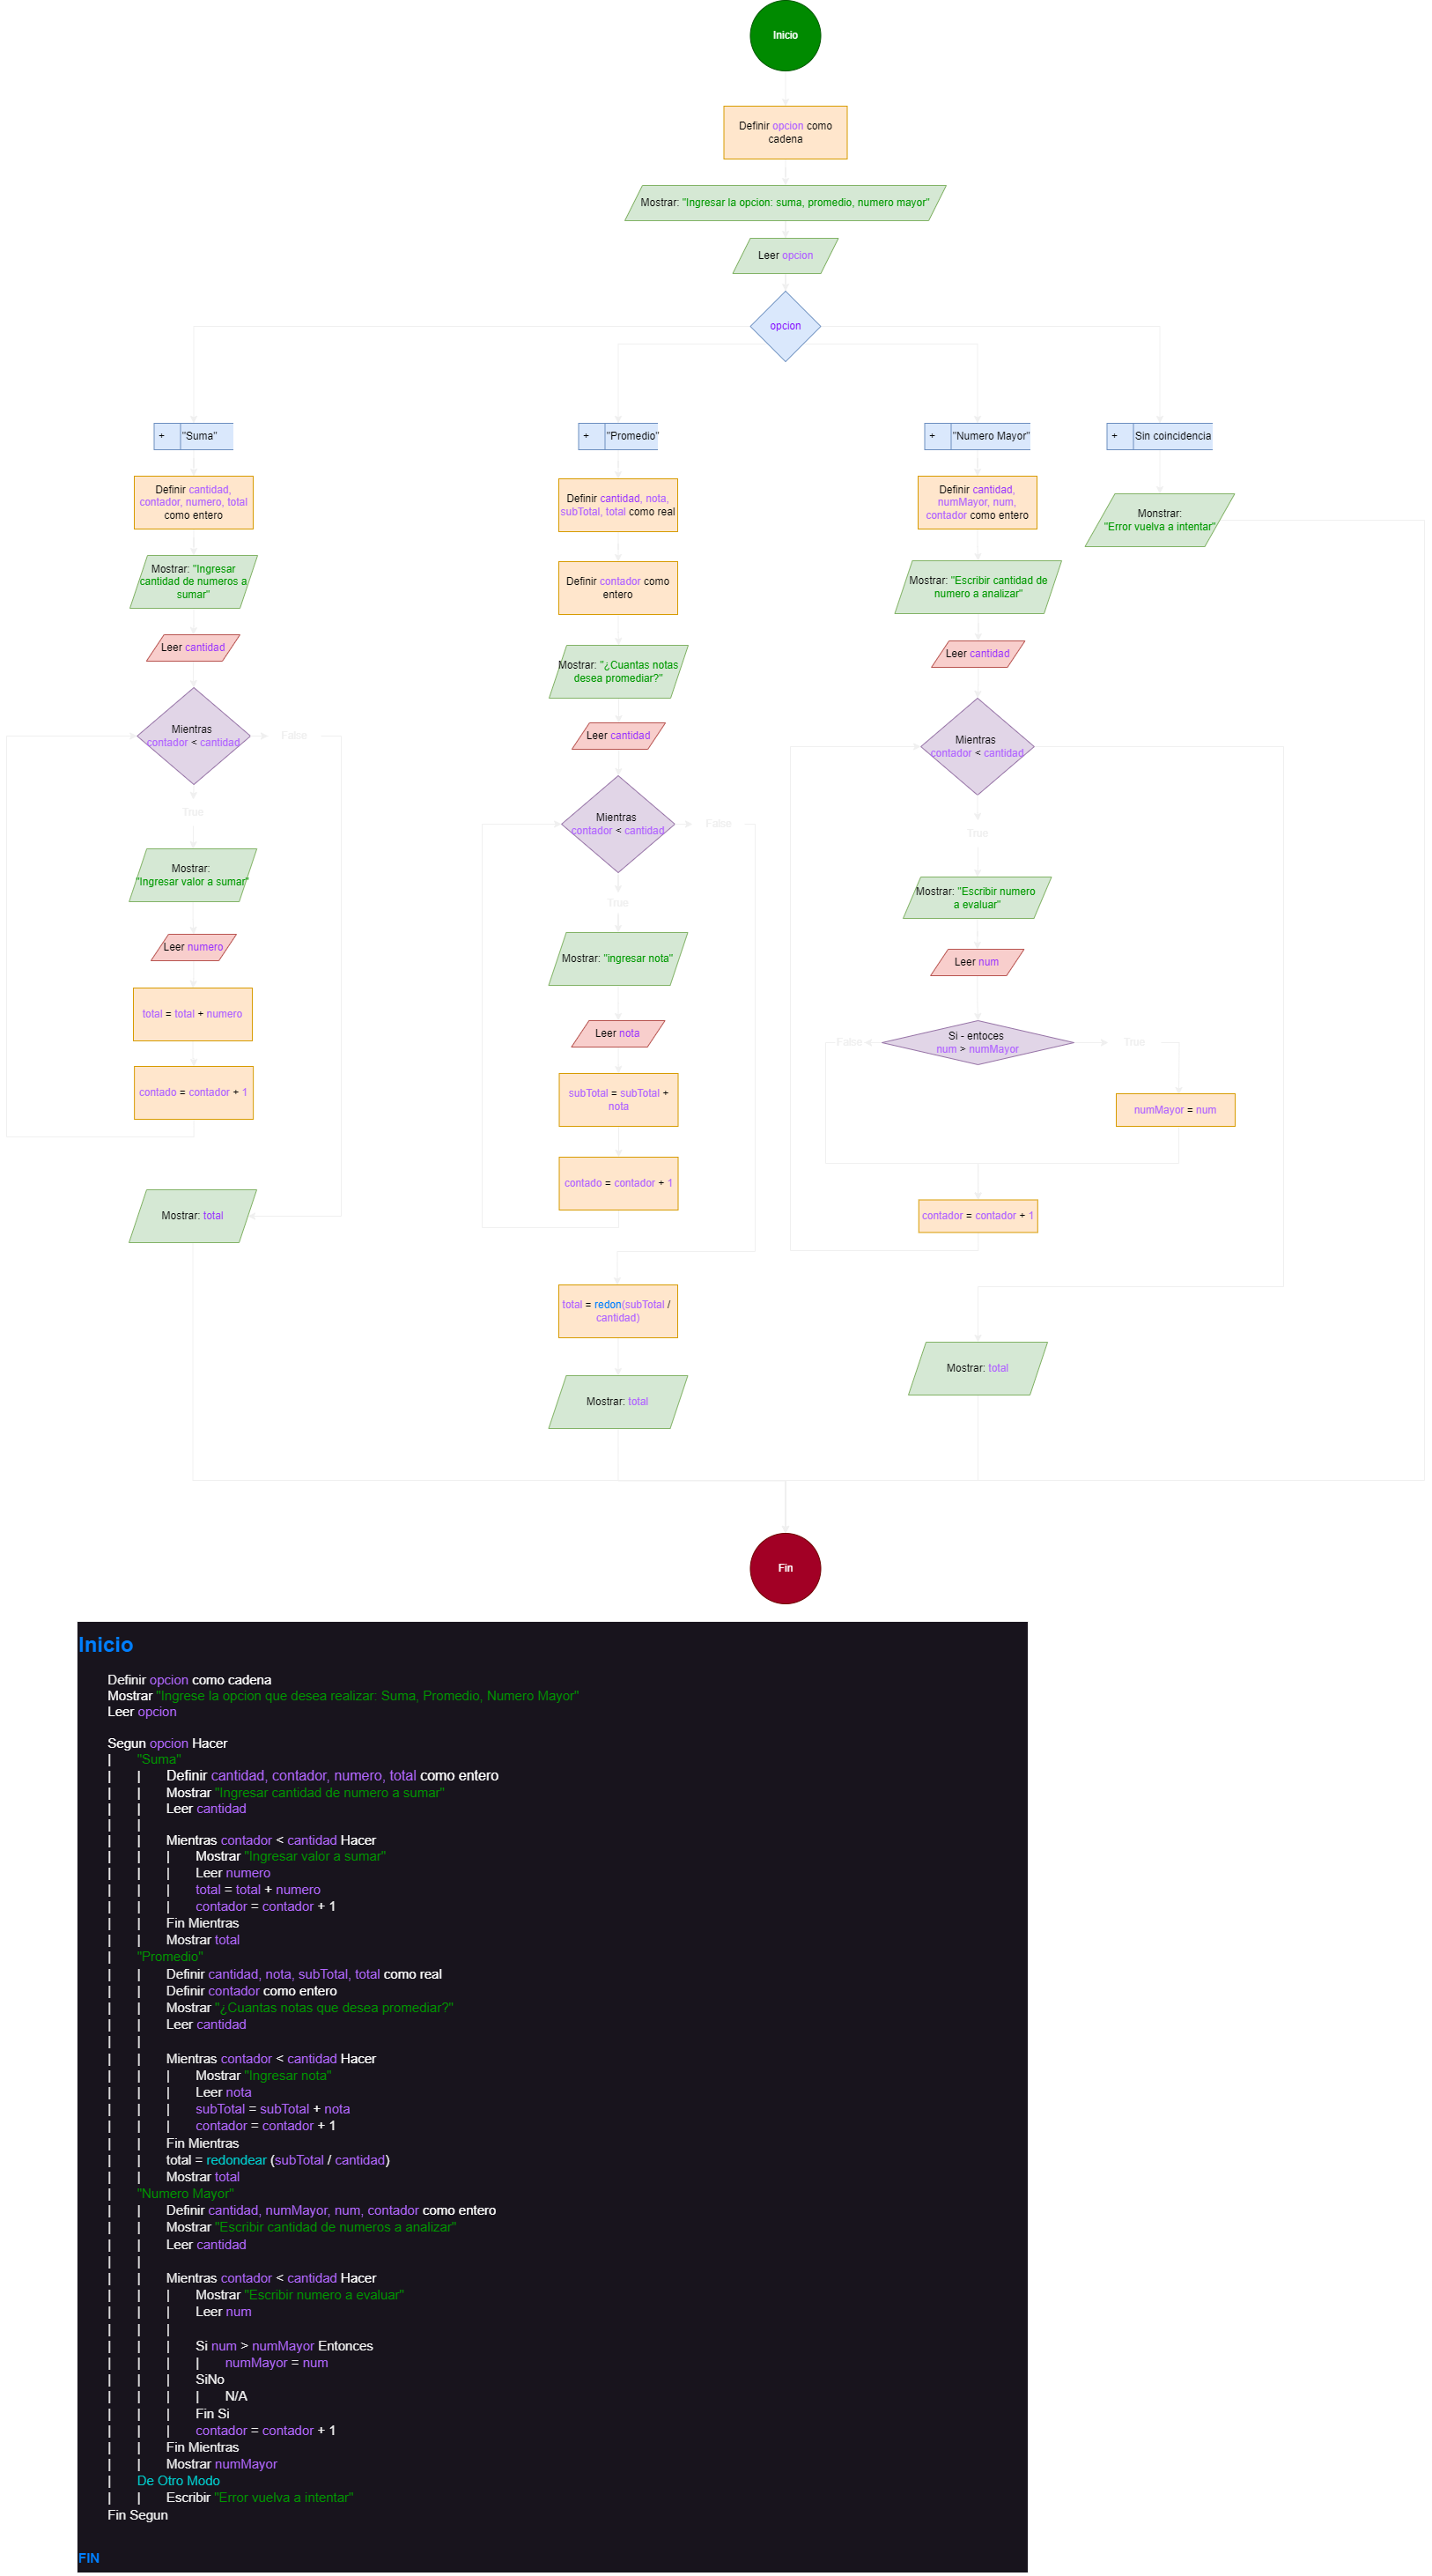 Inicio
Definir opcion como
cadena
Mostrar: "Ingresar la opcion: suma, promedio, numero mayor"
Leer opcion
opcion
+ "Suma"
Definir cantidad,
contador, numero, total
como entero
Mostrar: "Ingresar
cantidad de numeros a
sumar"
Leer cantidad
Mientras
contador < cantidad
False
True
Mostrar:
"Ingresar valor a sumar"
Leer numero
total = total + numero
contado = contador + 1
Mostrar: total
+ "Promedio"
Definir cantidad, nota,
subTotal, total como real
Definir contador como
entero
Mostrar: "¿Cuantas notas
desea promediar?"
Leer cantidad
Mientras
contador < cantidad
False
True
Mostrar: "ingresar nota"
Leer nota
subTotal = subTotal +
nota
contado = contador + 1
total = redon(subTotal /
cantidad)
Mostrar: total
+ "Numero Mayor"
Definir cantidad,
numMayor, num,
contador como entero
Mostrar: "Escribir cantidad de
numero a analizar"
Leer cantidad
Mientras
contador < cantidad
True
Mostrar: "Escribir numero
a evaluar"
Leer num
Si - entoces
num > numMayor
False
True
numMayor = num
contador = contador + 1
Mostrar: total
+ Sin coincidencia
Monstrar:
"Error vuelva a intentar"
Fin
Inicio
Definir opcion como cadena
Mostrar "Ingrese la opcion que desea realizar: Suma, Promedio, Numero Mayor"
Leer opcion
Segun opcion Hacer
| "Suma"
| | Definir cantidad, contador, numero, total como entero
| | Mostrar "Ingresar cantidad de numero a sumar"
| | Leer cantidad
| |
| | Mientras contador < cantidad Hacer
| | | Mostrar "Ingresar valor a sumar"
| | | Leer numero
| | | total = total + numero
| | | contador = contador + 1
| | Fin Mientras
| | Mostrar total
| "Promedio"
| | Definir cantidad, nota, subTotal, total como real
| | Definir contador como entero
| | Mostrar "¿Cuantas notas que desea promediar?"
| | Leer cantidad
| |
| | Mientras contador < cantidad Hacer
| | | Mostrar "Ingresar nota"
| | | Leer nota
| | | subTotal = subTotal + nota
| | | contador = contador + 1
| | Fin Mientras
| | total = redondear (subTotal / cantidad)
| | Mostrar total
| "Numero Mayor"
| | Definir cantidad, numMayor, num, contador como entero
| | Mostrar "Escribir cantidad de numeros a analizar"
| | Leer cantidad
| |
| | Mientras contador < cantidad Hacer
| | | Mostrar "Escribir numero a evaluar"
| | | Leer num
| | |
| | | Si num > numMayor Entonces
| | | | numMayor = num
| | | SiNo
| | | | N/A
| | | Fin Si
| | | contador = contador + 1
| | Fin Mientras
| | Mostrar numMayor
| De Otro Modo
| | Escribir "Error vuelva a intentar"
Fin Segun
FIN